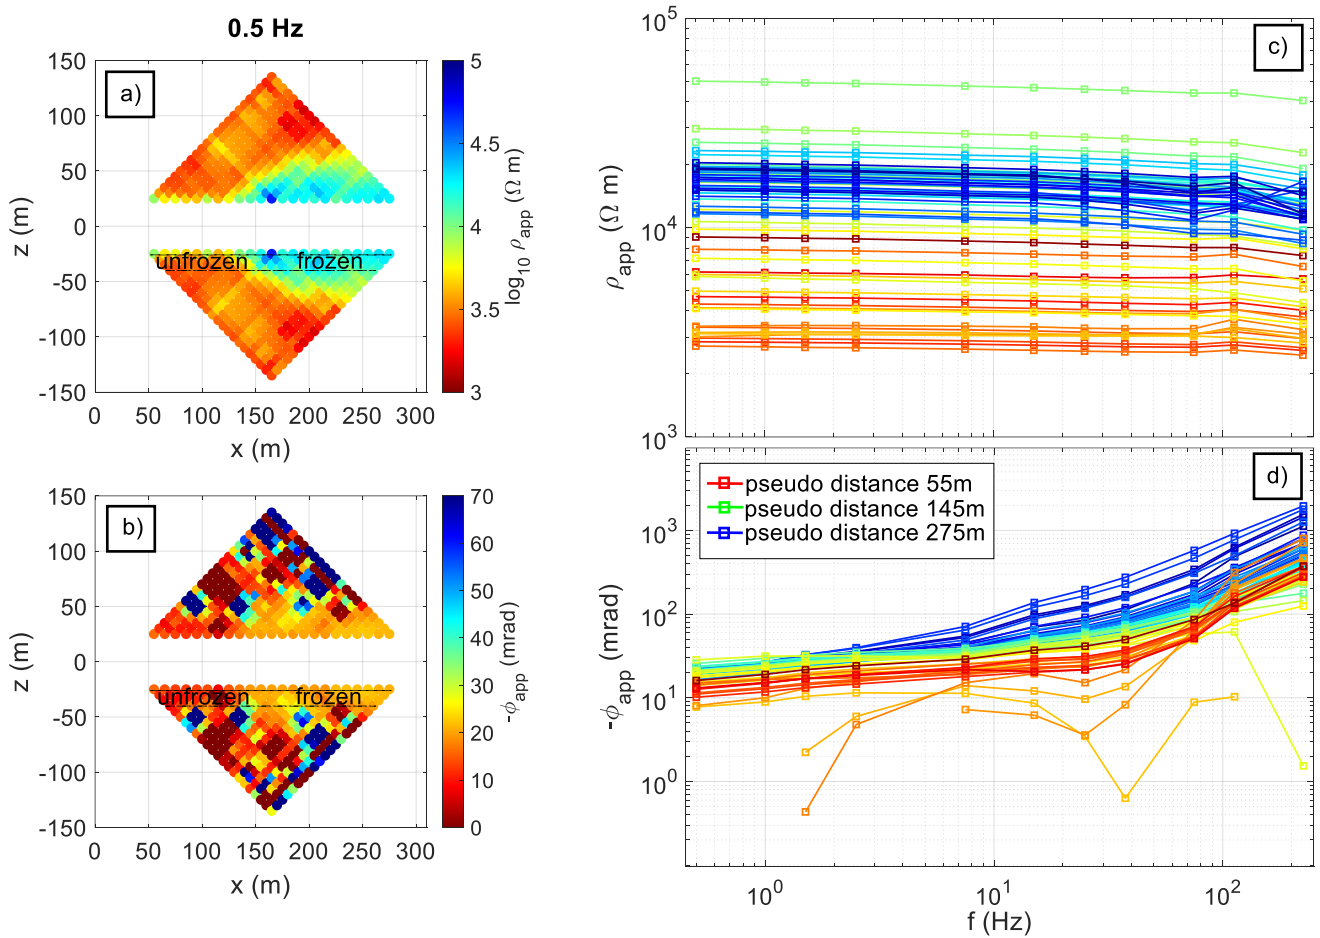 0.5 Hz
a)
150
100
50
0
-50
-100
-150
z (m)
unfrozen
frozen
0
50
100
150
200
250
300
x (m)
5
4.5
4
3.5
3
log10 ρapp (Ω m)
b)
150
100
50
0
-50
-100
-150
z (m)
unfrozen
frozen
0
50
100
150
200
250
300
x (m)
70
60
50
40
30
20
10
0
-ϕapp (mrad)
c)
10^5
10^4
10^3
ρapp (Ω m)
d)
pseudo distance 55m
pseudo distance 145m
pseudo distance 275m
10^3
10^2
10^1
10^0
-ϕapp (mrad)
10^0
10^1
10^2
f (Hz)